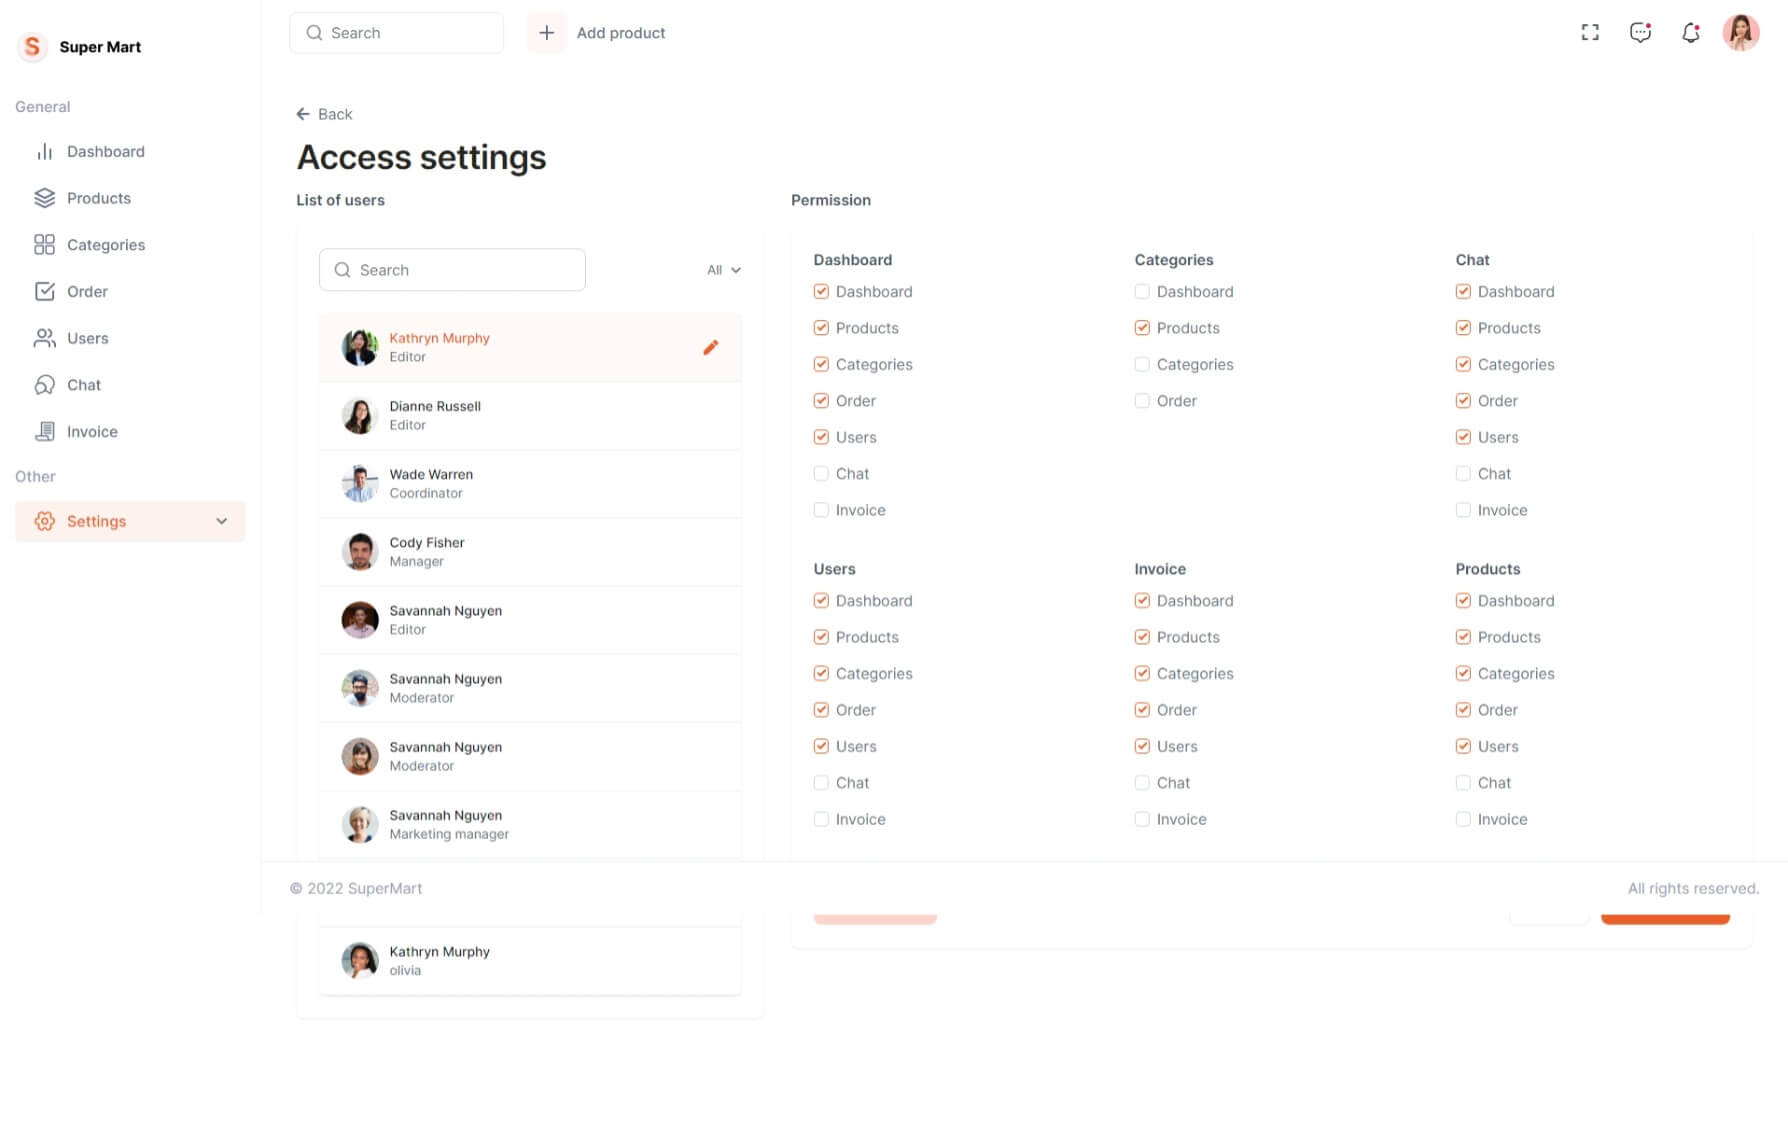 S Super Mart
Search
+ Add product
General
Dashboard
Products
Categories
Order
Users
Chat
Invoice
Other
Settings
Back
Access settings
List of users
Search
All
Kathryn Murphy
Editor
Dianne Russell
Editor
Wade Warren
Coordinator
Cody Fisher
Manager
Savannah Nguyen
Editor
Savannah Nguyen
Moderator
Savannah Nguyen
Moderator
Savannah Nguyen
Marketing manager
Kathryn Murphy
olivia
Permission
Dashboard
Dashboard
Products
Categories
Order
Users
Chat
Invoice
Categories
Dashboard
Products
Categories
Order
Chat
Dashboard
Products
Categories
Order
Users
Chat
Invoice
Users
Dashboard
Products
Categories
Order
Users
Chat
Invoice
Invoice
Dashboard
Products
Categories
Order
Users
Chat
Invoice
Products
Dashboard
Products
Categories
Order
Users
Chat
Invoice
© 2022 SuperMart
All rights reserved.